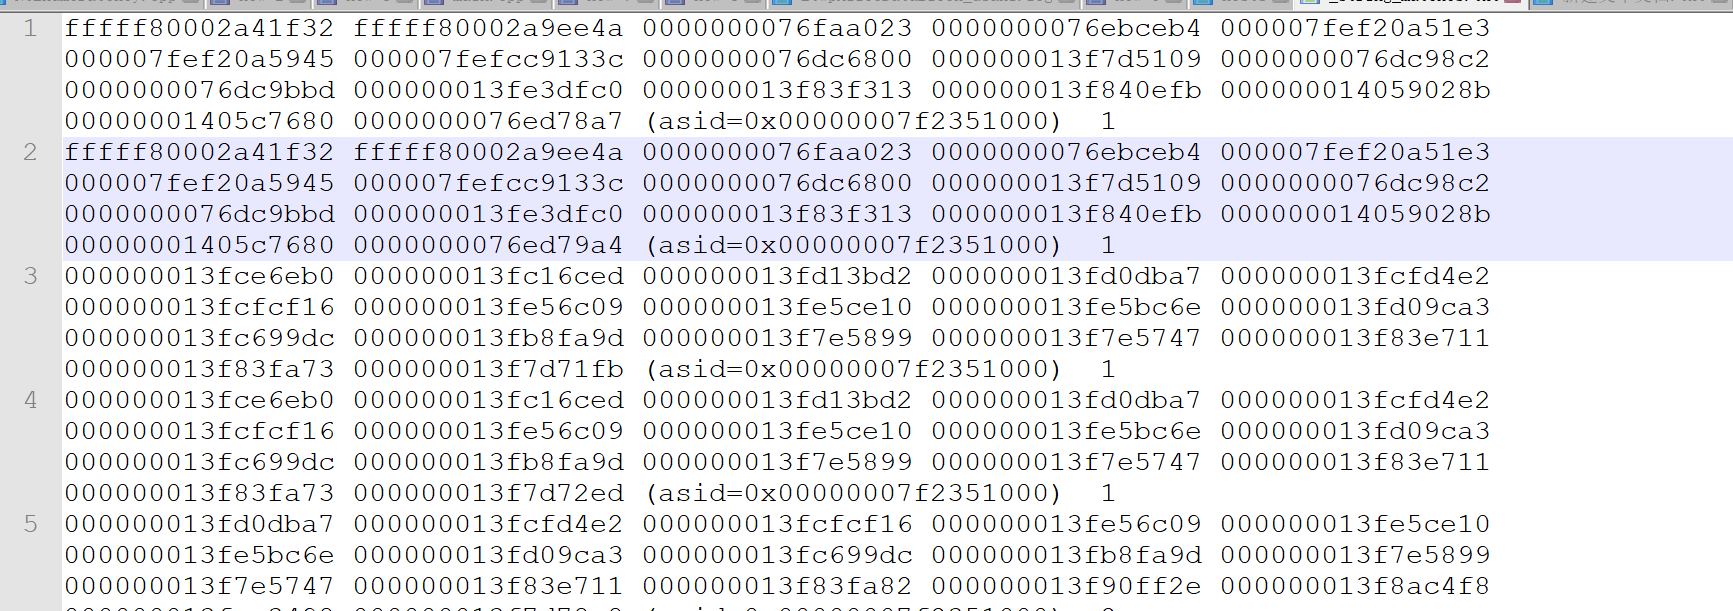 1 fffff80002a41f32 fffff80002a9ee4a 0000000076faa023 0000000076ebceb4 000007fef20a51e3
000007fef20a5945 000007fefcc9133c 0000000076dc6800 000000013f7d5109 0000000076dc98c2
0000000076dc9bbd 000000013fe3dfc0 000000013f83f313 000000013f840efb 000000014059028b
00000001405c7680 0000000076ed78a7 (asid=0x00000007f2351000) 1
2 fffff80002a41f32 fffff80002a9ee4a 0000000076faa023 0000000076ebceb4 000007fef20a51e3
000007fef20a5945 000007fefcc9133c 0000000076dc6800 000000013f7d5109 0000000076dc98c2
0000000076dc9bbd 000000013fe3dfc0 000000013f83f313 000000013f840efb 000000014059028b
00000001405c7680 0000000076ed79a4 (asid=0x00000007f2351000) 1
3 000000013fce6eb0 000000013fc16ced 000000013fd13bd2 000000013fd0dba7 000000013fcfd4e2
000000013fcfcf16 000000013fe56c09 000000013fe5ce10 000000013fe5bc6e 000000013fd09ca3
000000013fc699dc 000000013fb8fa9d 000000013f7e5899 000000013f7e5747 000000013f83e711
000000013f83fa73 000000013f7d71fb (asid=0x00000007f2351000) 1
4 000000013fce6eb0 000000013fc16ced 000000013fd13bd2 000000013fd0dba7 000000013fcfd4e2
000000013fcfcf16 000000013fe56c09 000000013fe5ce10 000000013fe5bc6e 000000013fd09ca3
000000013fc699dc 000000013fb8fa9d 000000013f7e5899 000000013f7e5747 000000013f83e711
000000013f83fa73 000000013f7d72ed (asid=0x00000007f2351000) 1
5 000000013fd0dba7 000000013fcfd4e2 000000013fcfcf16 000000013fe56c09 000000013fe5ce10
000000013fe5bc6e 000000013fd09ca3 000000013fc699dc 000000013fb8fa9d 000000013f7e5899
000000013f7e5747 000000013f83e711 000000013f83fa82 000000013f90ff2e 000000013f8ac4f8